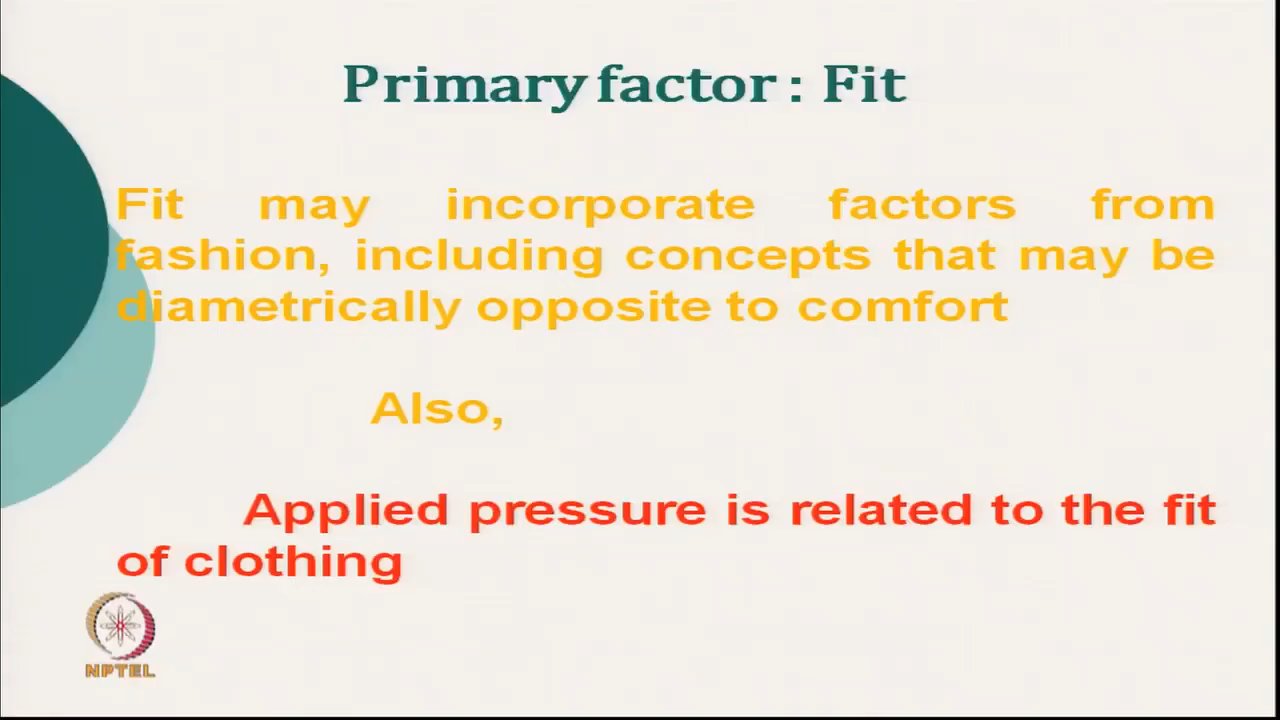 Primary factor : Fit
Fit may incorporate factors from
fashion, including concepts that may be
diametrically opposite to comfort
Also,
Applied pressure is related to the fit
of clothing
NPTEL